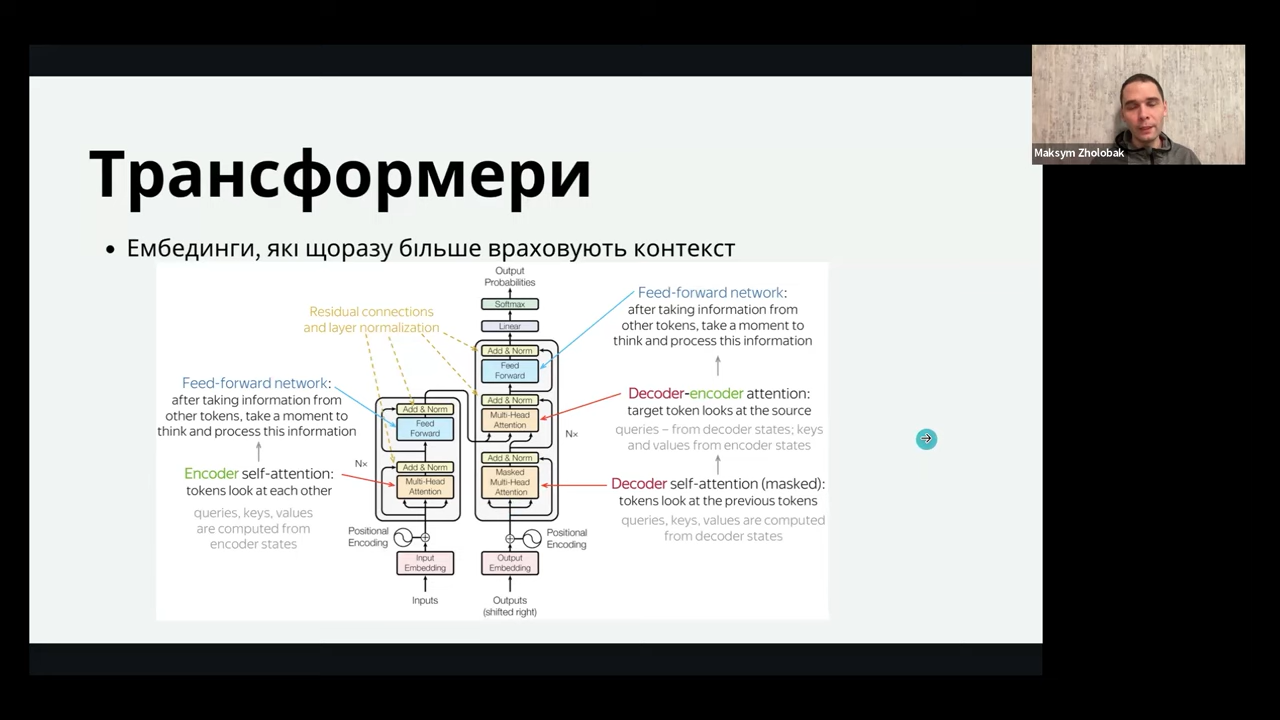 Трансформери
• Ембединги, які щоразу більше враховують контекст
Residual connections
and layer normalization
Feed-forward network:
after taking information from
other tokens, take a moment to
think and process this information
Encoder self-attention:
tokens look at each other
queries, keys, values
are computed from
encoder states
Add & Norm
Feed
Forward
Nx
Add & Norm
Multi-Head
Attention
Positional
Encoding
Input
Embedding
Inputs
Output
Probabilities
Softmax
Linear
Add & Norm
Feed
Forward
Add & Norm
Multi-Head
Attention
Nx
Add & Norm
Masked
Multi-Head
Attention
Positional
Encoding
Output
Embedding
Outputs
(shifted right)
Feed-forward network:
after taking information from
other tokens, take a moment to
think and process this information
Decoder-encoder attention:
target token looks at the source
queries – from decoder states; keys
and values from encoder states
Decoder self-attention (masked):
tokens look at the previous tokens
queries, keys, values are computed
from decoder states
Maksym Zholobak